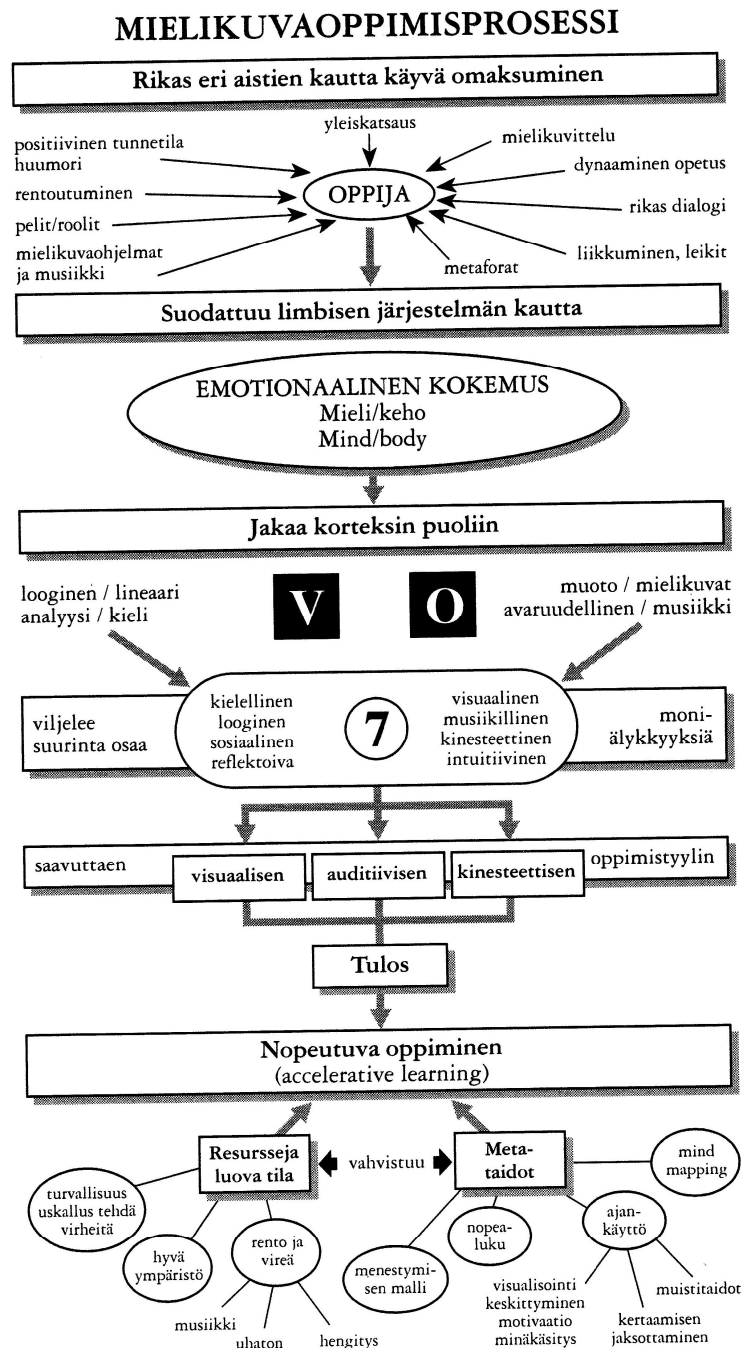 MIELIKUVAOPPIMISPROSESSI
Rikas eri aistien kautta käyvä omaksuminen
yleiskatsaus
positiivinen tunnetila
huumori
mielikuvittelu
dynaaminen opetus
rentoutuminen
OPPIJA
rikas dialogi
pelit/roolit
mielikuvaohjelmat
ja musiikki
metaforat
liikkuminen, leikit
Suodattuu limbisen järjestelmän kautta
EMOTIONAALINEN KOKEMUS
Mieli/keho
Mind/body
Jakaa korteksin puoliin
looginen / lineaari
analyysi / kieli
V
O
muoto / mielikuvat
avaruudellinen / musiikki
viljelee
suurinta osaa
kielellinen
looginen
sosiaalinen
reflektoiva
7
visuaalinen
musiikillinen
kinesteettinen
intuitiivinen
moni-
älykkyyksiä
saavuttaen
visuaalisen
auditiivisen
kinesteettisen
oppimistyylin
Tulos
Nopeutuva oppiminen
(accelerative learning)
Resursseja
luova tila
vahvistuu
Meta-
taidot
mind
mapping
turvallisuus
uskallus tehdä
virheitä
hyvä
ympäristö
rento ja
vireä
menestymi-
sen malli
nopea-
luku
ajan-
käyttö
musiikki
uhaton
hengitys
visualisointi
keskittyminen
motivaatio
minäkäsitys
kertaamisen
jaksottaminen
muistitaidot